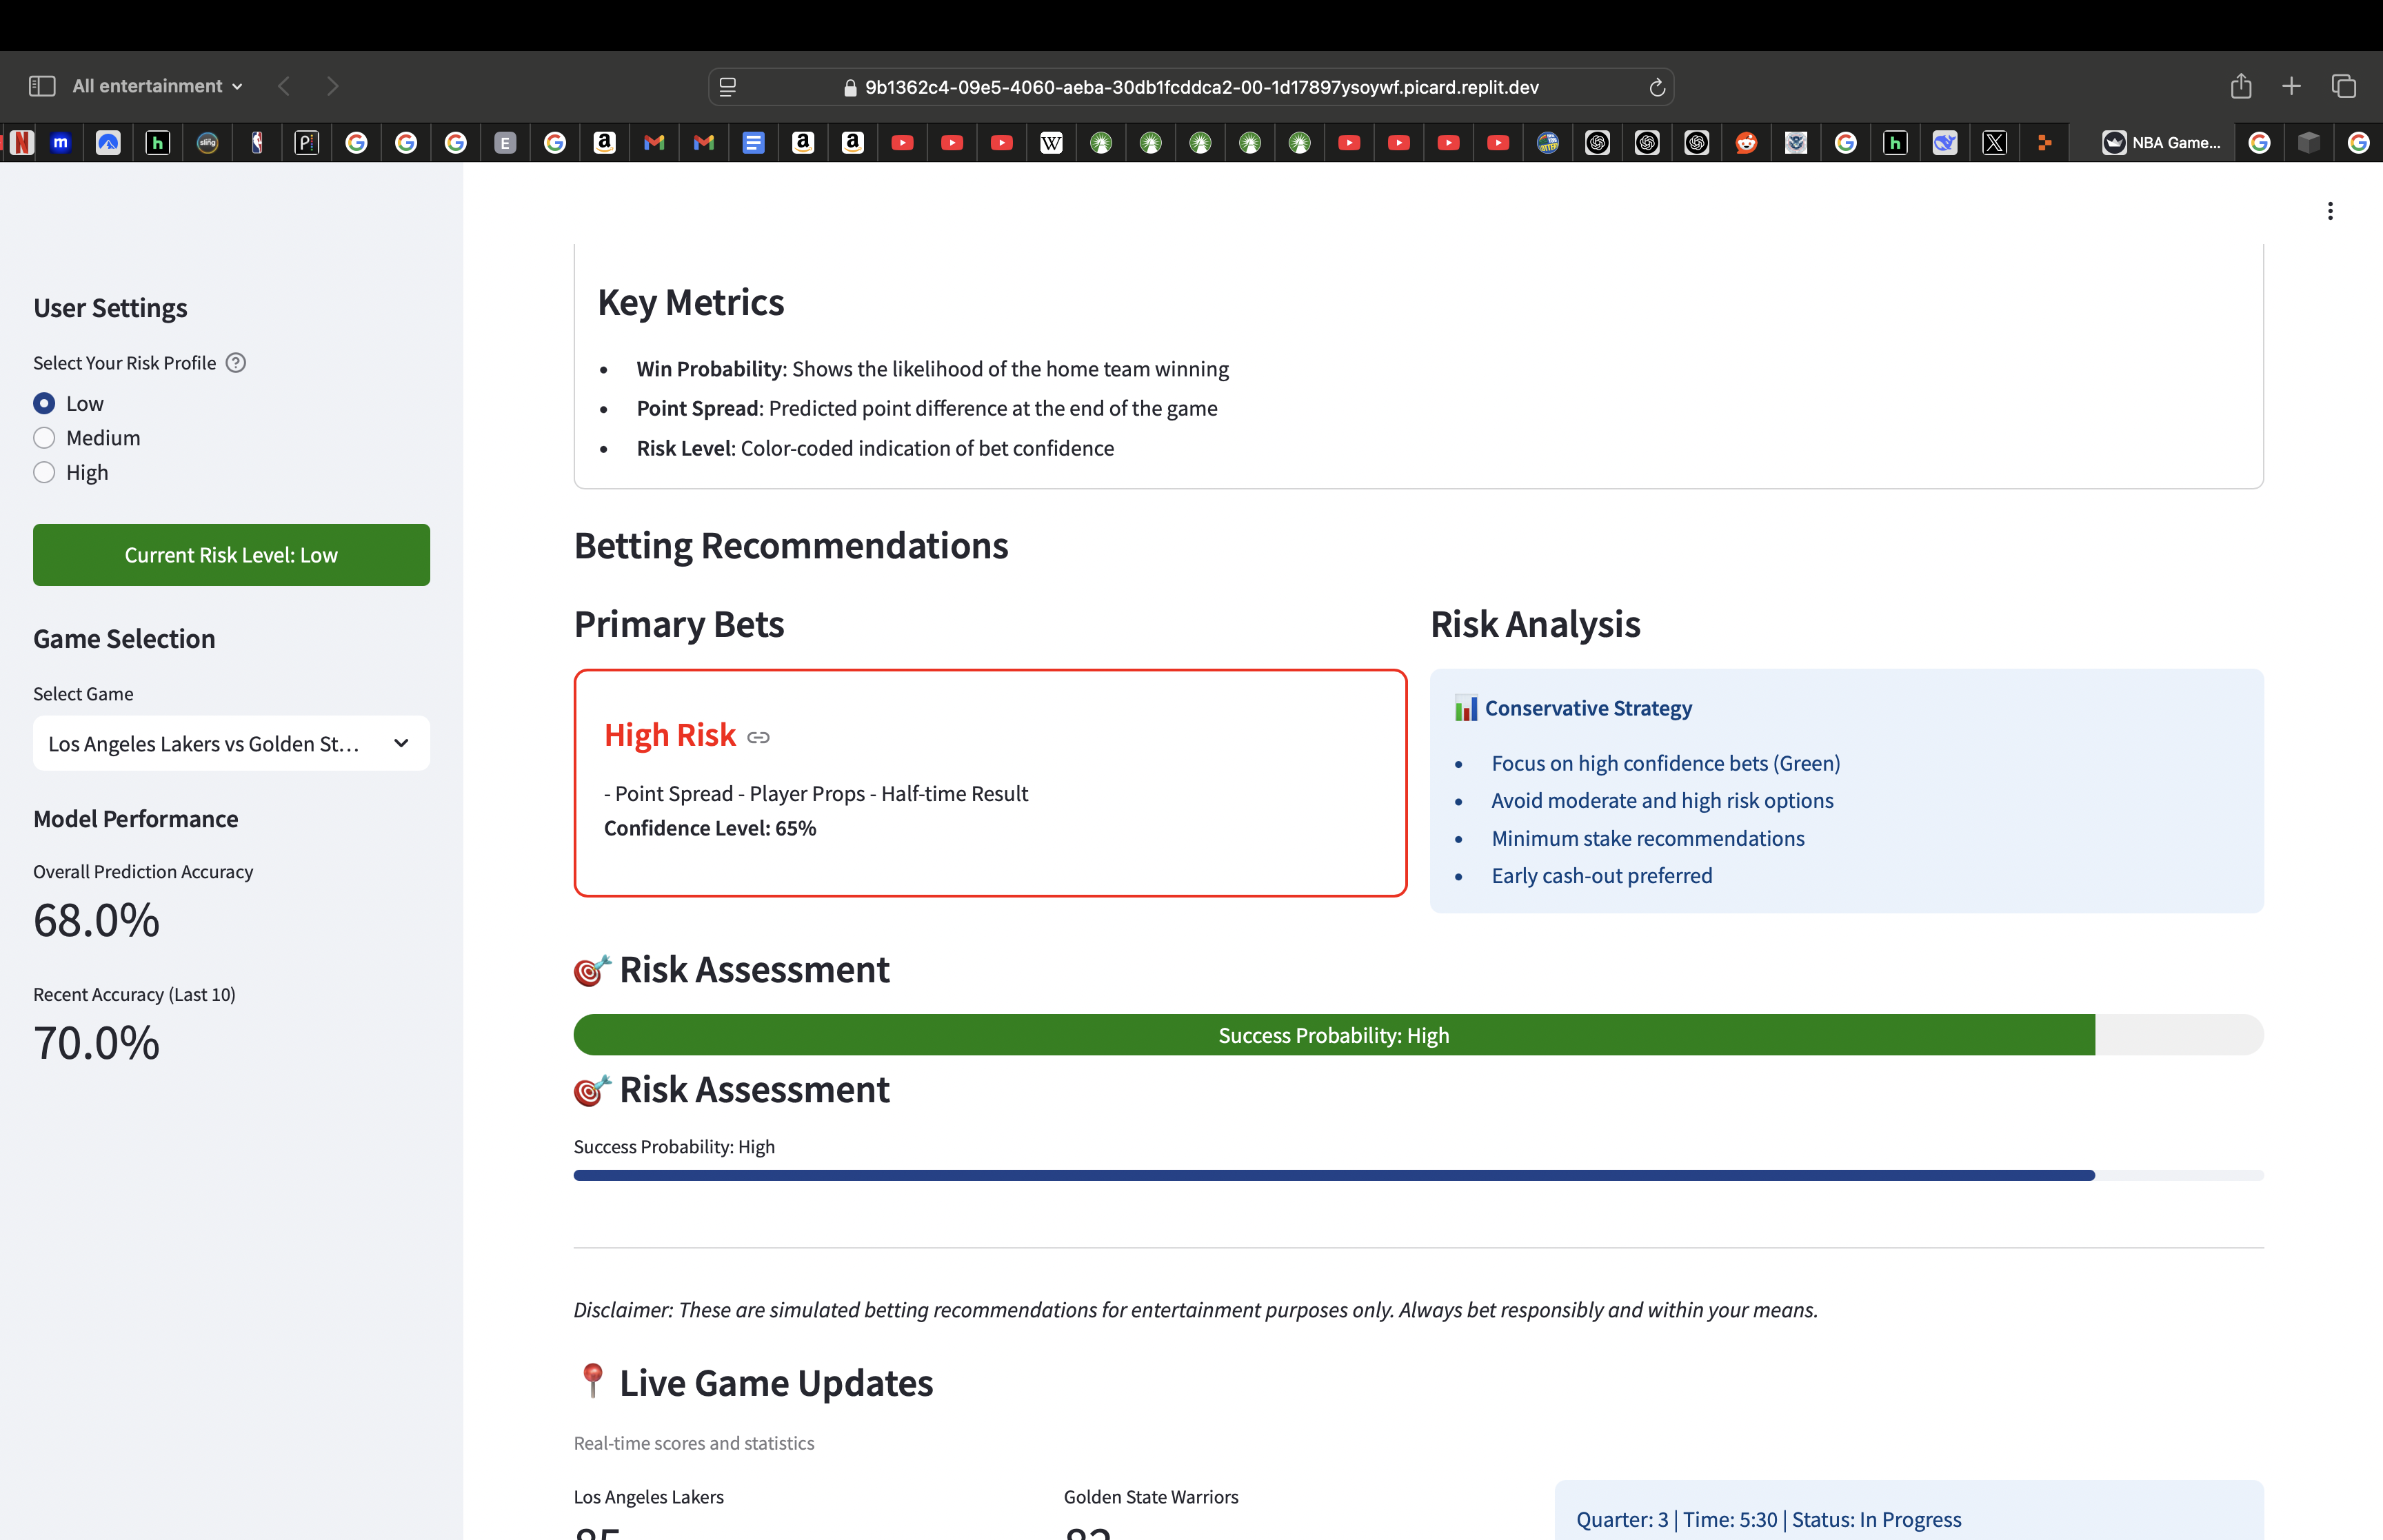 All entertainment
9b1362c4-09e5-4060-aeba-30db1fcddca2-00-1d17897ysoywf.picard.replit.dev
N m h sling P G G G E G a a a W G h X NBA Game... G G
User Settings
Select Your Risk Profile ?
Low
Medium
High
Current Risk Level: Low
Game Selection
Select Game
Los Angeles Lakers vs Golden St...
Model Performance
Overall Prediction Accuracy
68.0%
Recent Accuracy (Last 10)
70.0%
Key Metrics
• Win Probability: Shows the likelihood of the home team winning
• Point Spread: Predicted point difference at the end of the game
• Risk Level: Color-coded indication of bet confidence
Betting Recommendations
Primary Bets
High Risk
- Point Spread - Player Props - Half-time Result
Confidence Level: 65%
Risk Analysis
Conservative Strategy
• Focus on high confidence bets (Green)
• Avoid moderate and high risk options
• Minimum stake recommendations
• Early cash-out preferred
Risk Assessment
Success Probability: High
Risk Assessment
Success Probability: High
Disclaimer: These are simulated betting recommendations for entertainment purposes only. Always bet responsibly and within your means.
Live Game Updates
Real-time scores and statistics
Los Angeles Lakers
Golden State Warriors
Quarter: 3 | Time: 5:30 | Status: In Progress